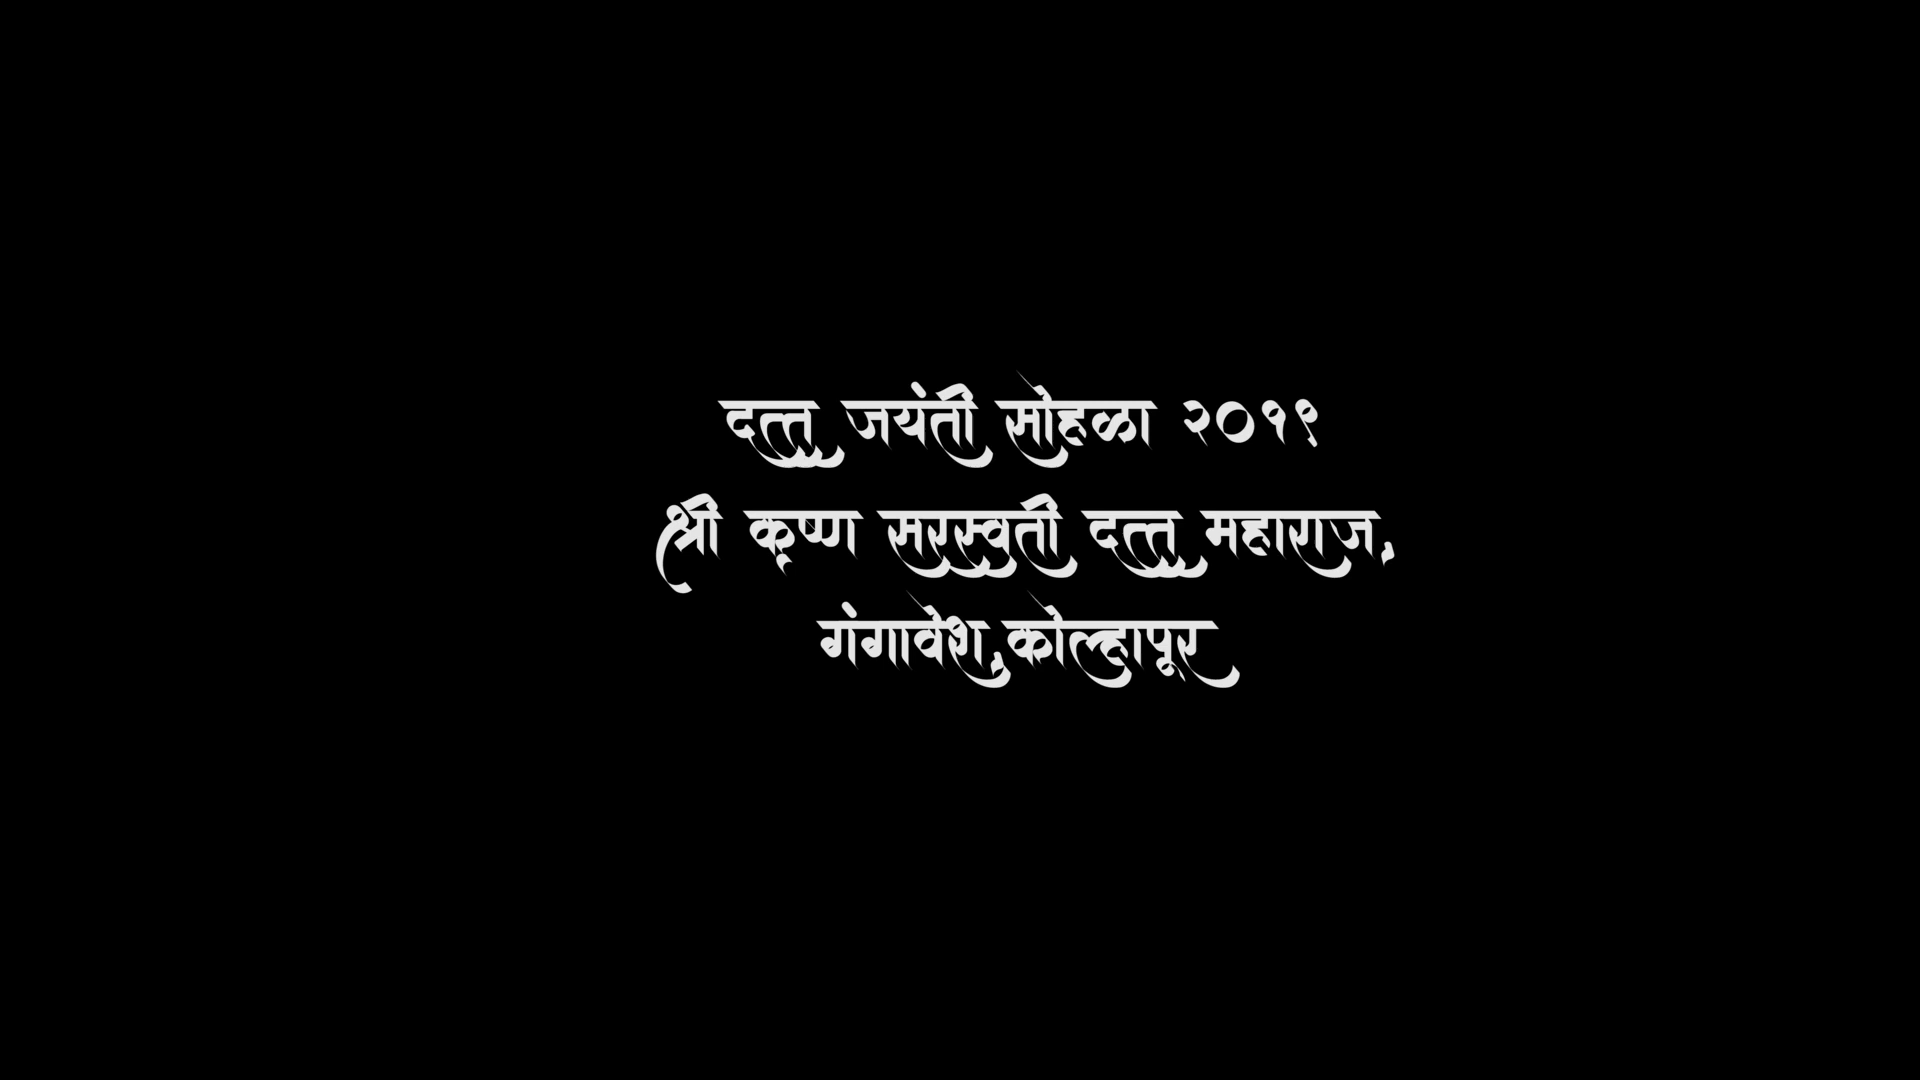 दत्त जयंती सोहळा २०१९
श्री कृष्ण सरस्वती दत्त महाराज,
गंगावेश,कोल्हापूर